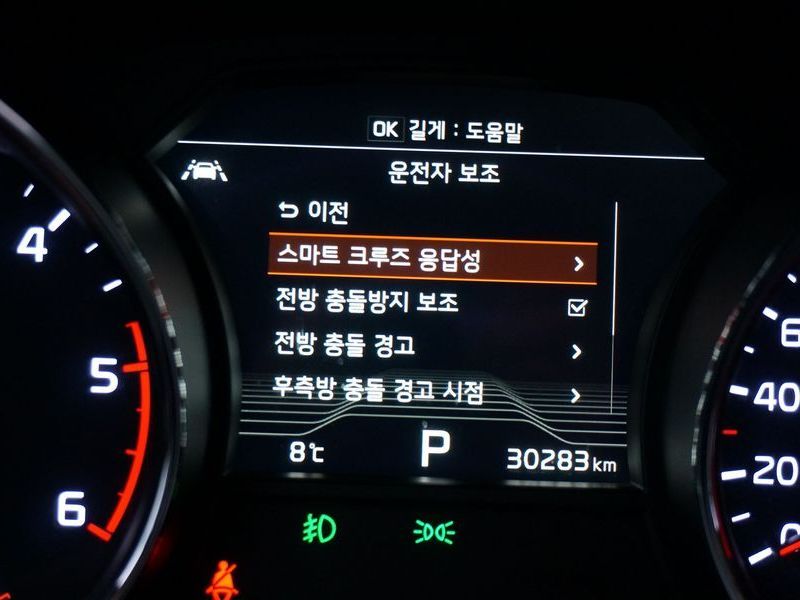 OK 길게 : 도움말
운전자 보조
이전
스마트 크루즈 응답성
전방 충돌방지 보조
전방 충돌 경고
후측방 충돌 경고 시점
8℃
P
30283km
4
5
6
60
40
20
0